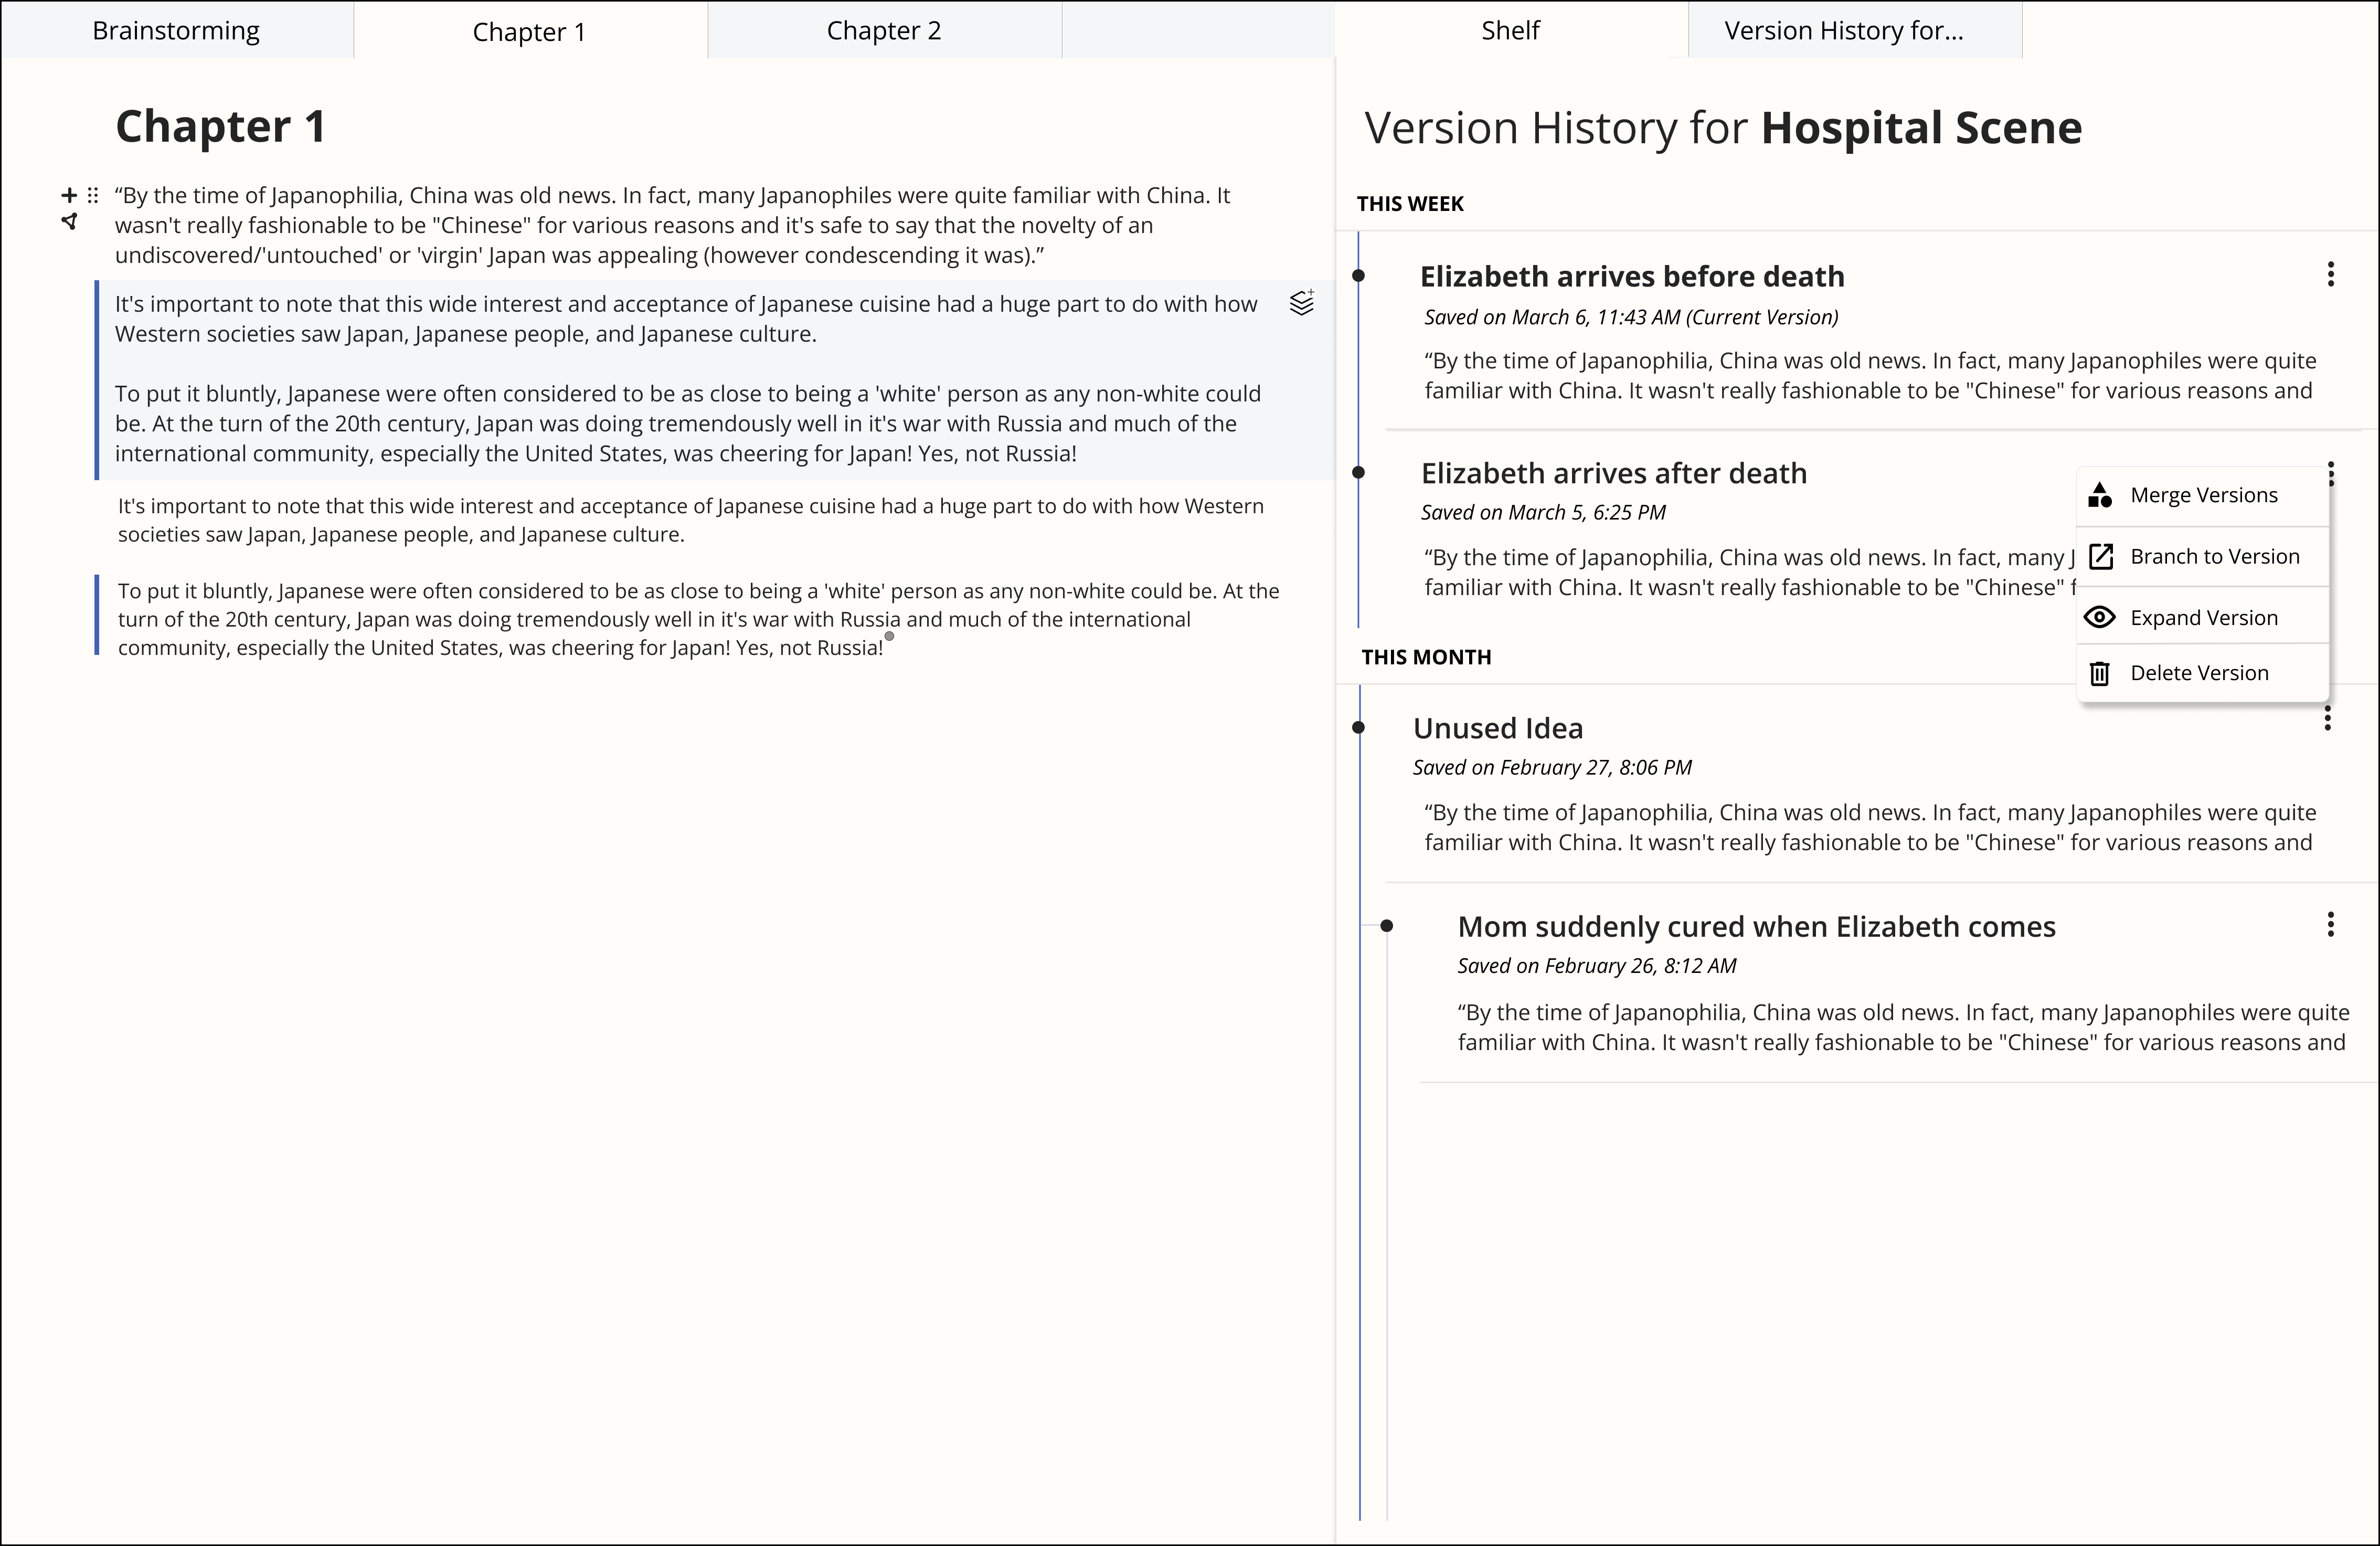 Brainstorming
Chapter 1
Chapter 2
Shelf
Version History for...
Chapter 1
“By the time of Japanophilia, China was old news. In fact, many Japanophiles were quite familiar with China. It
wasn't really fashionable to be "Chinese" for various reasons and it's safe to say that the novelty of an
undiscovered/'untouched' or 'virgin' Japan was appealing (however condescending it was).”
It's important to note that this wide interest and acceptance of Japanese cuisine had a huge part to do with how
Western societies saw Japan, Japanese people, and Japanese culture.
To put it bluntly, Japanese were often considered to be as close to being a 'white' person as any non-white could
be. At the turn of the 20th century, Japan was doing tremendously well in it's war with Russia and much of the
international community, especially the United States, was cheering for Japan! Yes, not Russia!
It's important to note that this wide interest and acceptance of Japanese cuisine had a huge part to do with how Western
societies saw Japan, Japanese people, and Japanese culture.
To put it bluntly, Japanese were often considered to be as close to being a 'white' person as any non-white could be. At the
turn of the 20th century, Japan was doing tremendously well in it's war with Russia and much of the international
community, especially the United States, was cheering for Japan! Yes, not Russia!
Version History for Hospital Scene
THIS WEEK
Elizabeth arrives before death
Saved on March 6, 11:43 AM (Current Version)
“By the time of Japanophilia, China was old news. In fact, many Japanophiles were quite
familiar with China. It wasn't really fashionable to be "Chinese" for various reasons and
Elizabeth arrives after death
Saved on March 5, 6:25 PM
“By the time of Japanophilia, China was old news. In fact, many
familiar with China. It wasn't really fashionable to be "Chinese"
Merge Versions
Branch to Version
Expand Version
Delete Version
THIS MONTH
Unused Idea
Saved on February 27, 8:06 PM
“By the time of Japanophilia, China was old news. In fact, many Japanophiles were quite
familiar with China. It wasn't really fashionable to be "Chinese" for various reasons and
Mom suddenly cured when Elizabeth comes
Saved on February 26, 8:12 AM
“By the time of Japanophilia, China was old news. In fact, many Japanophiles were quite
familiar with China. It wasn't really fashionable to be "Chinese" for various reasons and